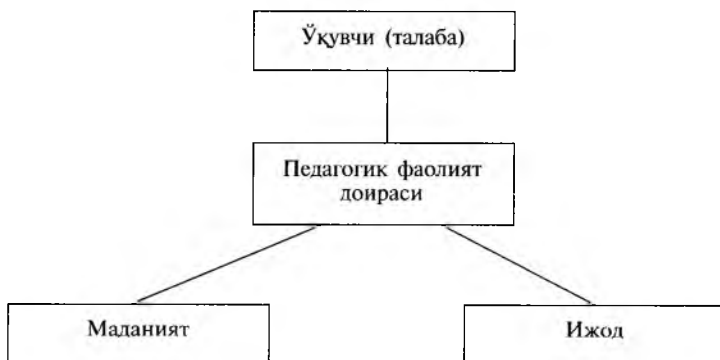 Ўқувчи (талаба)
Педагогик фаолият
доираси
Маданият
Ижод